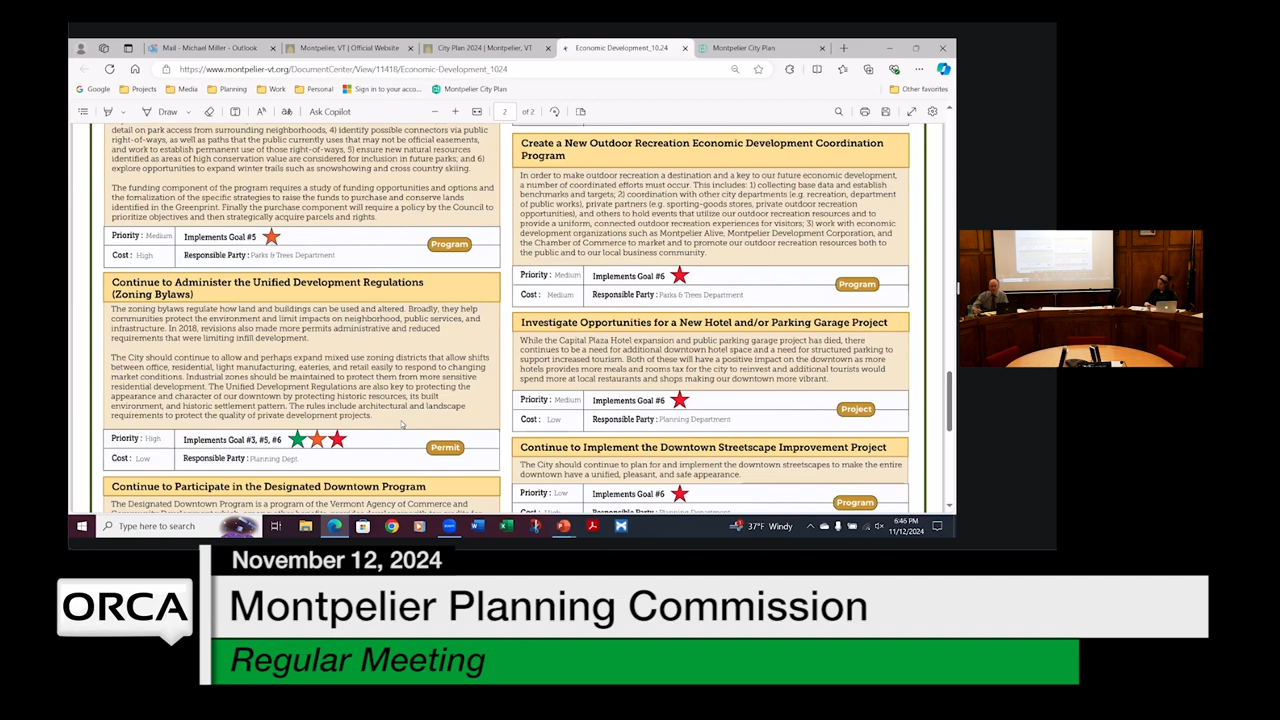 Mail - Michael Miller - Outlook
Montpelier, VT | Official Website
City Plan 2024 | Montpelier, VT
Economic Development_10.24
Montpelier City Plan
https://www.montpelier-vt.org/DocumentCenter/View/11418/Economic-Development_1024
Google
Projects
Media
Planning
Work
Personal
Sign in to your acco...
Montpelier City Plan
Other favorites
Draw
Ask Copilot
2 of 2
detail on park access from surrounding neighborhoods, 4) identify possible connectors via public
right-of-ways, as well as paths that the public currently uses that may not be official easements,
and work to establish permanent use of those right-of-ways, 5) ensure new natural resources
identified as areas of high conservation value are considered for inclusion in future parks; and 6)
explore opportunities to expand winter trails such as snowshowing and cross country skiing.
The funding component of the program requires a study of funding opportunities and options and
the fomalization of the specific strategies to raise the funds to purchase and conserve lands
identified in the Greenprint. Finally the purchase component will require a policy by the Council to
prioritize objectives and then strategically acquire parcels and rights.
Priority: Medium
Implements Goal #5
Cost: High
Responsible Party: Parks & Trees Department
Program
Continue to Administer the Unified Development Regulations
(Zoning Bylaws)
The zoning bylaws regulate how land and buildings can be used and altered. Broadly, they help
communities protect the environment and limit impacts on neighborhood, public services, and
infrastructure. In 2018, revisions also made more permits administrative and reduced
requirements that were limiting infill development.
The City should continue to allow and perhaps expand mixed use zoning districts that allow shifts
between office, residential, light manufacturing, eateries, and retail easily to respond to changing
market conditions. Industrial zones should be maintained to protect them from more sensitive
residential development. The Unified Development Regulations are also key to protecting the
appearance and character of our downtown by protecting historic resources, its built
environment, and historic settlement pattern. The rules include architectural and landscape
requirements to protect the quality of private development projects.
Priority: High
Implements Goal #3, #5, #6
Cost: Low
Responsible Party: Planning Dept.
Permit
Continue to Participate in the Designated Downtown Program
The Designated Downtown Program is a program of the Vermont Agency of Commerce and
Create a New Outdoor Recreation Economic Development Coordination
Program
In order to make outdoor recreation a destination and a key to our future economic development,
a number of coordinated efforts must occur. This includes: 1) collecting base data and establish
benchmarks and targets; 2) coordination with other city departments (e.g. recreation, department
of public works), private partners (e.g. sporting-goods stores, private outdoor recreation
opportunities), and others to hold events that utilize our outdoor recreation resources and to
provide a uniform, connected outdoor recreation experiences for visitors; 3) work with economic
development organizations such as Montpelier Alive, Montpelier Development Corporation, and
the Chamber of Commerce to market and to promote our outdoor recreation resources both to
the public and to our local business community.
Priority: Medium
Implements Goal #6
Cost: Medium
Responsible Party: Parks & Trees Department
Program
Investigate Opportunities for a New Hotel and/or Parking Garage Project
While the Capital Plaza Hotel expansion and public parking garage project has died, there
continues to be a need for additional downtown hotel space and a need for structured parking to
support increased tourism. Both of these will have a positive impact on the downtown as more
hotels provides more meals and rooms tax for the city to reinvest and additional tourists would
spend more at local restaurants and shops making our downtown more vibrant.
Priority: Medium
Implements Goal #6
Cost: Low
Responsible Party: Planning Department
Project
Continue to Implement the Downtown Streetscape Improvement Project
The City should continue to plan for and implement the downtown streetscapes to make the entire
downtown have a unified, pleasant, and safe appearance.
Priority: Low
Implements Goal #6
Program
Type here to search
37°F Windy
6:46 PM
11/12/2024
November 12, 2024
ORCA
Montpelier Planning Commission
Regular Meeting